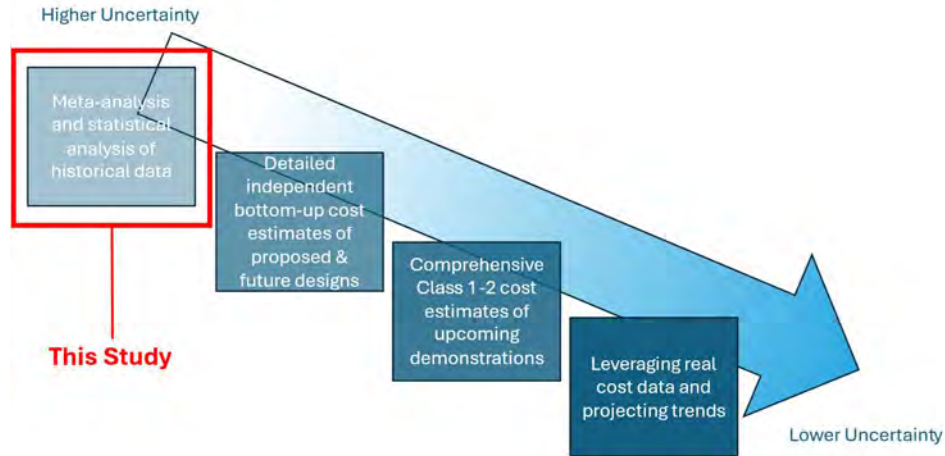 Higher Uncertainty
Meta-analysis
and statistical
analysis of
historical data
Detailed
independent
bottom-up cost
estimates of
proposed &
future designs
Comprehensive
Class 1-2 cost
estimates of
upcoming
demonstrations
Leveraging real
cost data and
projecting trends
This Study
Lower Uncertainty